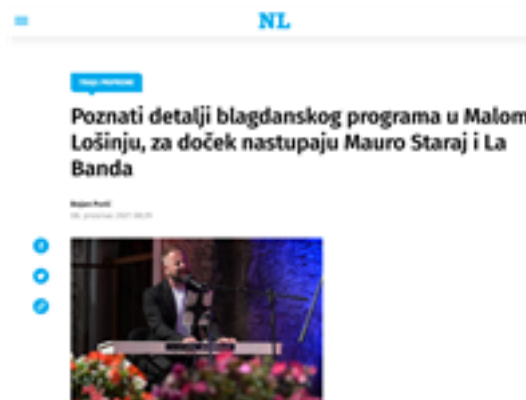 NL
Poznati detalji blagdanskog programa u Malom
Lošinju, za doček nastupaju Mauro Staraj i La
Banda